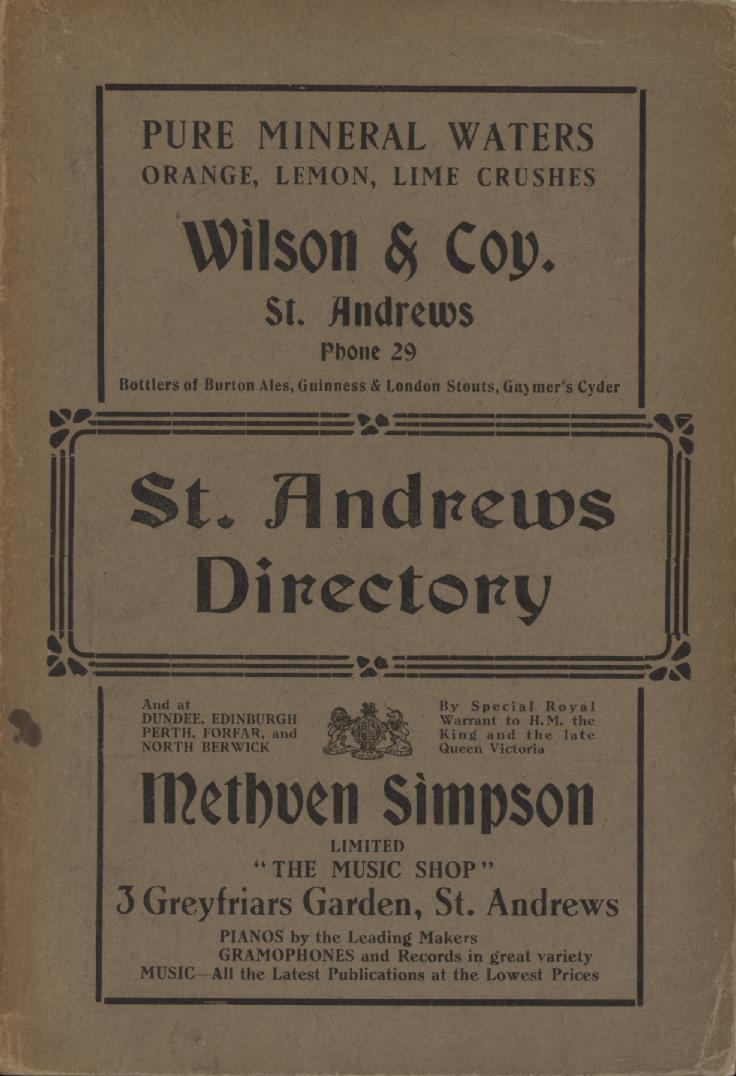 PURE MINERAL WATERS
ORANGE, LEMON, LIME CRUSHES
Wilson & Coy.
St. Andrews
Phone 29
Bottlers of Burton Ales, Guinness & London Stouts, Gaymer's Cyder
St. Andrews
Directory
And at
DUNDEE, EDINBURGH
PERTH, FORFAR, and
NORTH BERWICK
By Special Royal
Warrant to H.M. the
King and the late
Queen Victoria
Methven Simpson
LIMITED
"THE MUSIC SHOP"
3 Greyfriars Garden, St. Andrews
PIANOS by the Leading Makers
GRAMOPHONES and Records in great variety
MUSIC—All the Latest Publications at the Lowest Prices